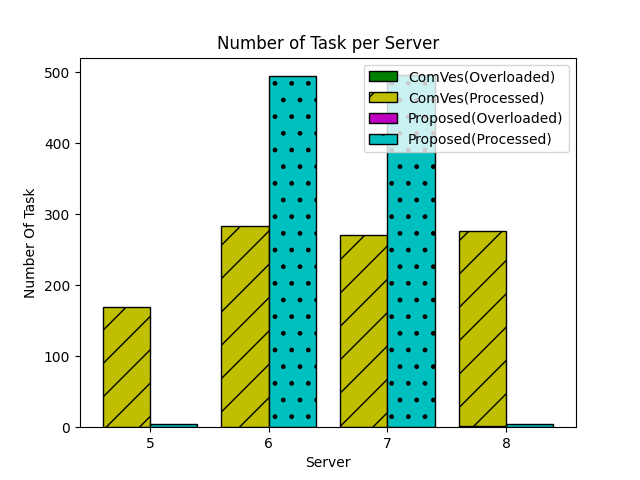 Number of Task per Server
ComVes(Overloaded)
ComVes(Processed)
Proposed(Overloaded)
Proposed(Processed)
500
400
300
200
100
0
Number Of Task
5 6 7 8
Server